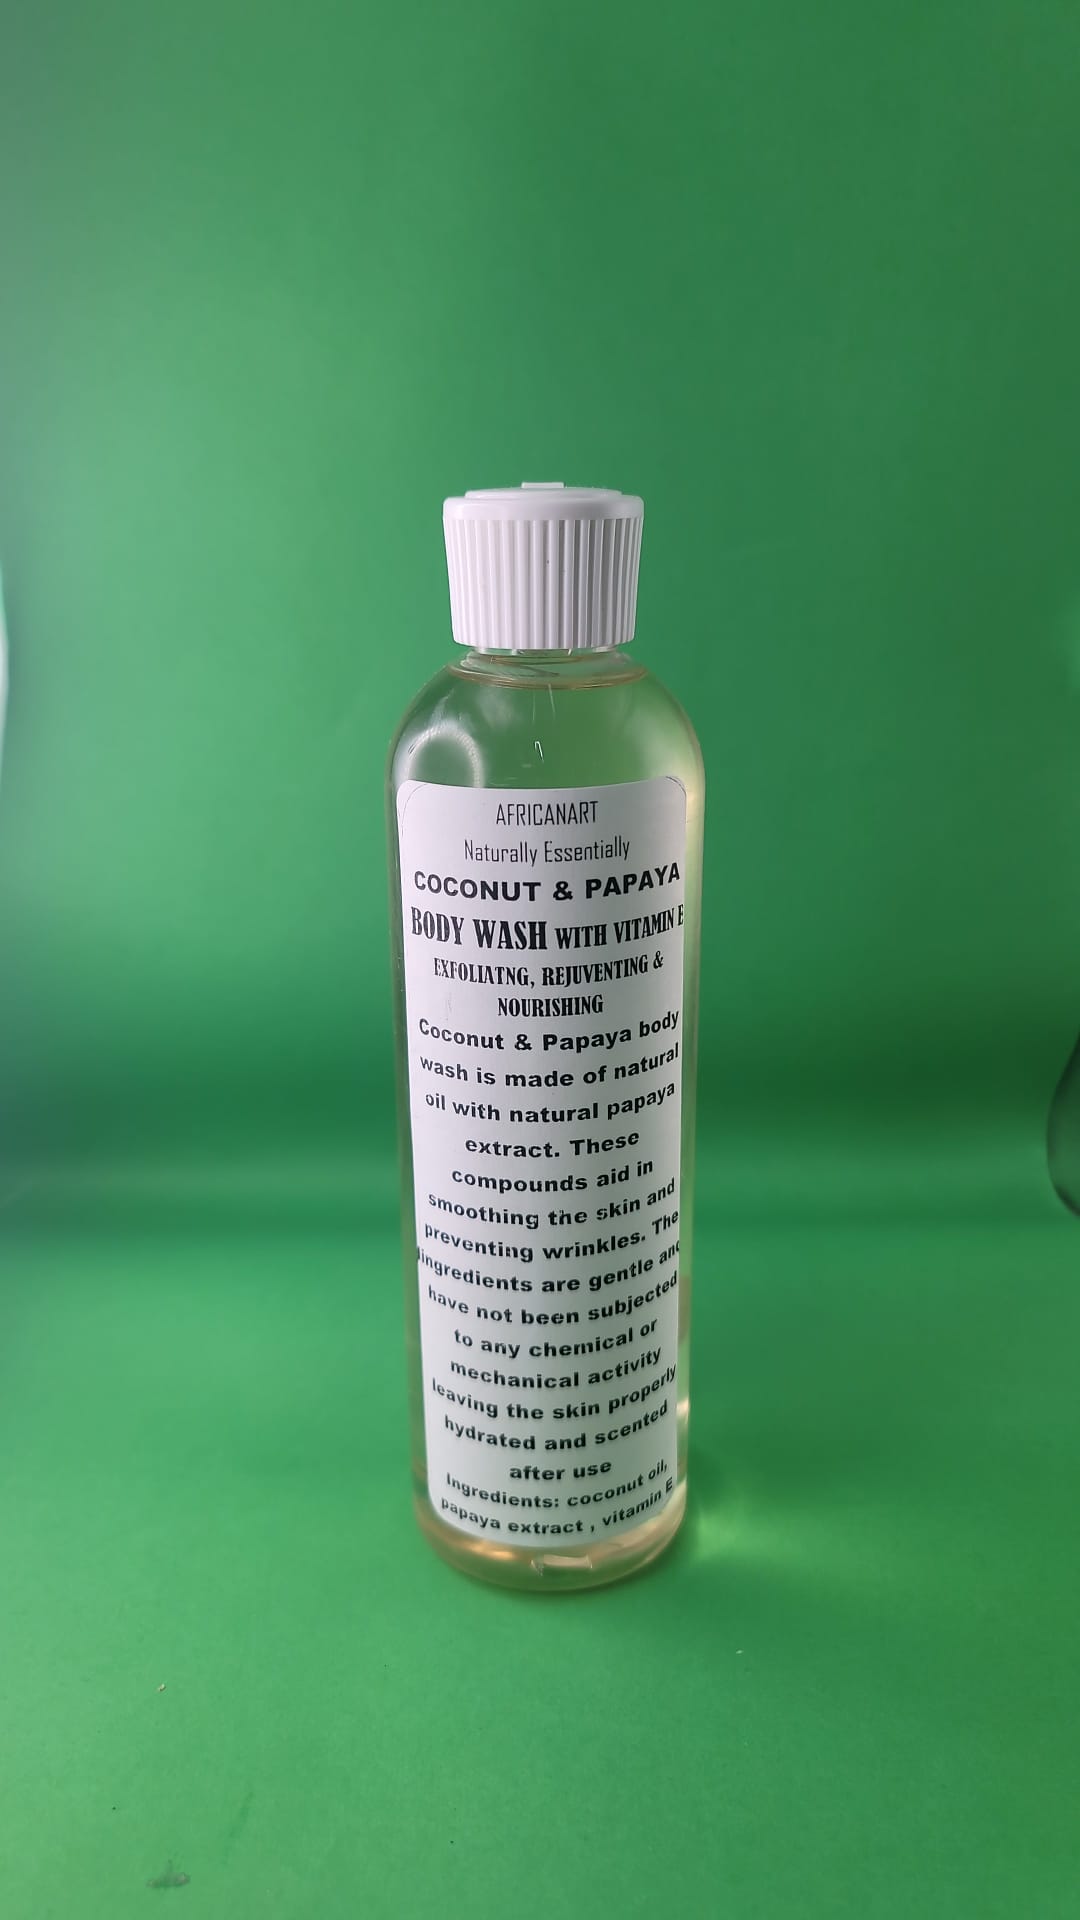 AFRICANART
Naturally Essentially
COCONUT & PAPAYA
BODY WASH WITH VITAMIN E
EXFOLIATNG, REJUVENTING &
NOURISHING
Coconut & Papaya body
wash is made of natural
oil with natural papaya
extract. These
compounds aid in
smoothing the skin and
preventing wrinkles. The
ingredients are gentle and
have not been subjected
to any chemical or
mechanical activity
leaving the skin properly
hydrated and scented
after use
Ingredients: coconut oil,
papaya extract , vitamin E